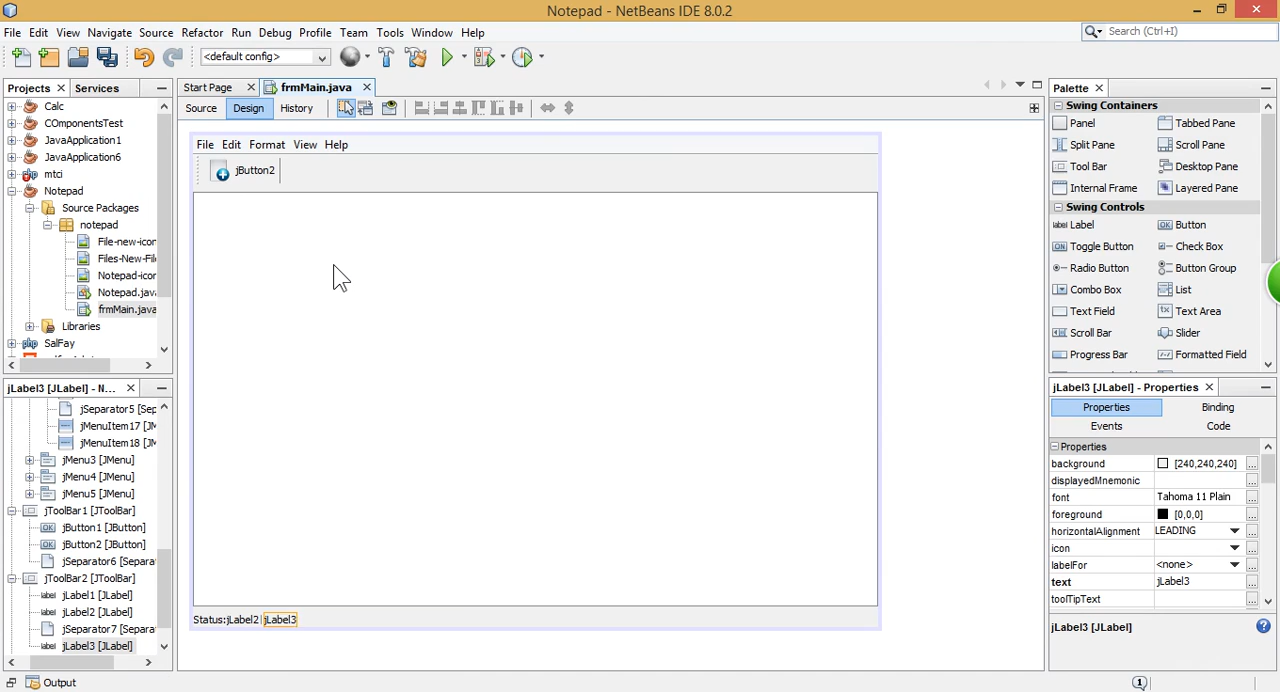 Notepad - NetBeans IDE 8.0.2
File Edit View Navigate Source Refactor Run Debug Profile Team Tools Window Help
Search (Ctrl+I)
<default config>
Projects
Services
Calc
COmponentsTest
JavaApplication1
JavaApplication6
mtci
Notepad
Source Packages
notepad
File-new-icon
Files-New-File
Notepad-icon
Notepad.java
frmMain.java
Libraries
SalFay
jLabel3 [JLabel] - N...
jSeparator5 [Sep
jMenuItem17 [JM
jMenuItem18 [JM
jMenu3 [JMenu]
jMenu4 [JMenu]
jMenu5 [JMenu]
jToolBar1 [JToolBar]
jButton1 [JButton]
jButton2 [JButton]
jSeparator6 [Separa
jToolBar2 [JToolBar]
jLabel1 [JLabel]
jLabel2 [JLabel]
jSeparator7 [Separa
jLabel3 [JLabel]
Start Page
frmMain.java
Source Design History
File Edit Format View Help
jButton2
Status:jLabel2 jLabel3
Palette
Swing Containers
Panel Tabbed Pane
Split Pane Scroll Pane
Tool Bar Desktop Pane
Internal Frame Layered Pane
Swing Controls
label Label OK Button
ON Toggle Button Check Box
Radio Button Button Group
Combo Box List
Text Field Text Area
Scroll Bar Slider
Progress Bar Formatted Field
jLabel3 [JLabel] - Properties
Properties Binding
Events Code
Properties
background [240,240,240] ...
displayedMnemonic ...
font Tahoma 11 Plain ...
foreground [0,0,0] ...
horizontalAlignment LEADING ...
icon ...
labelFor <none> ...
text jLabel3 ...
toolTipText ...
jLabel3 [JLabel]
Output
1